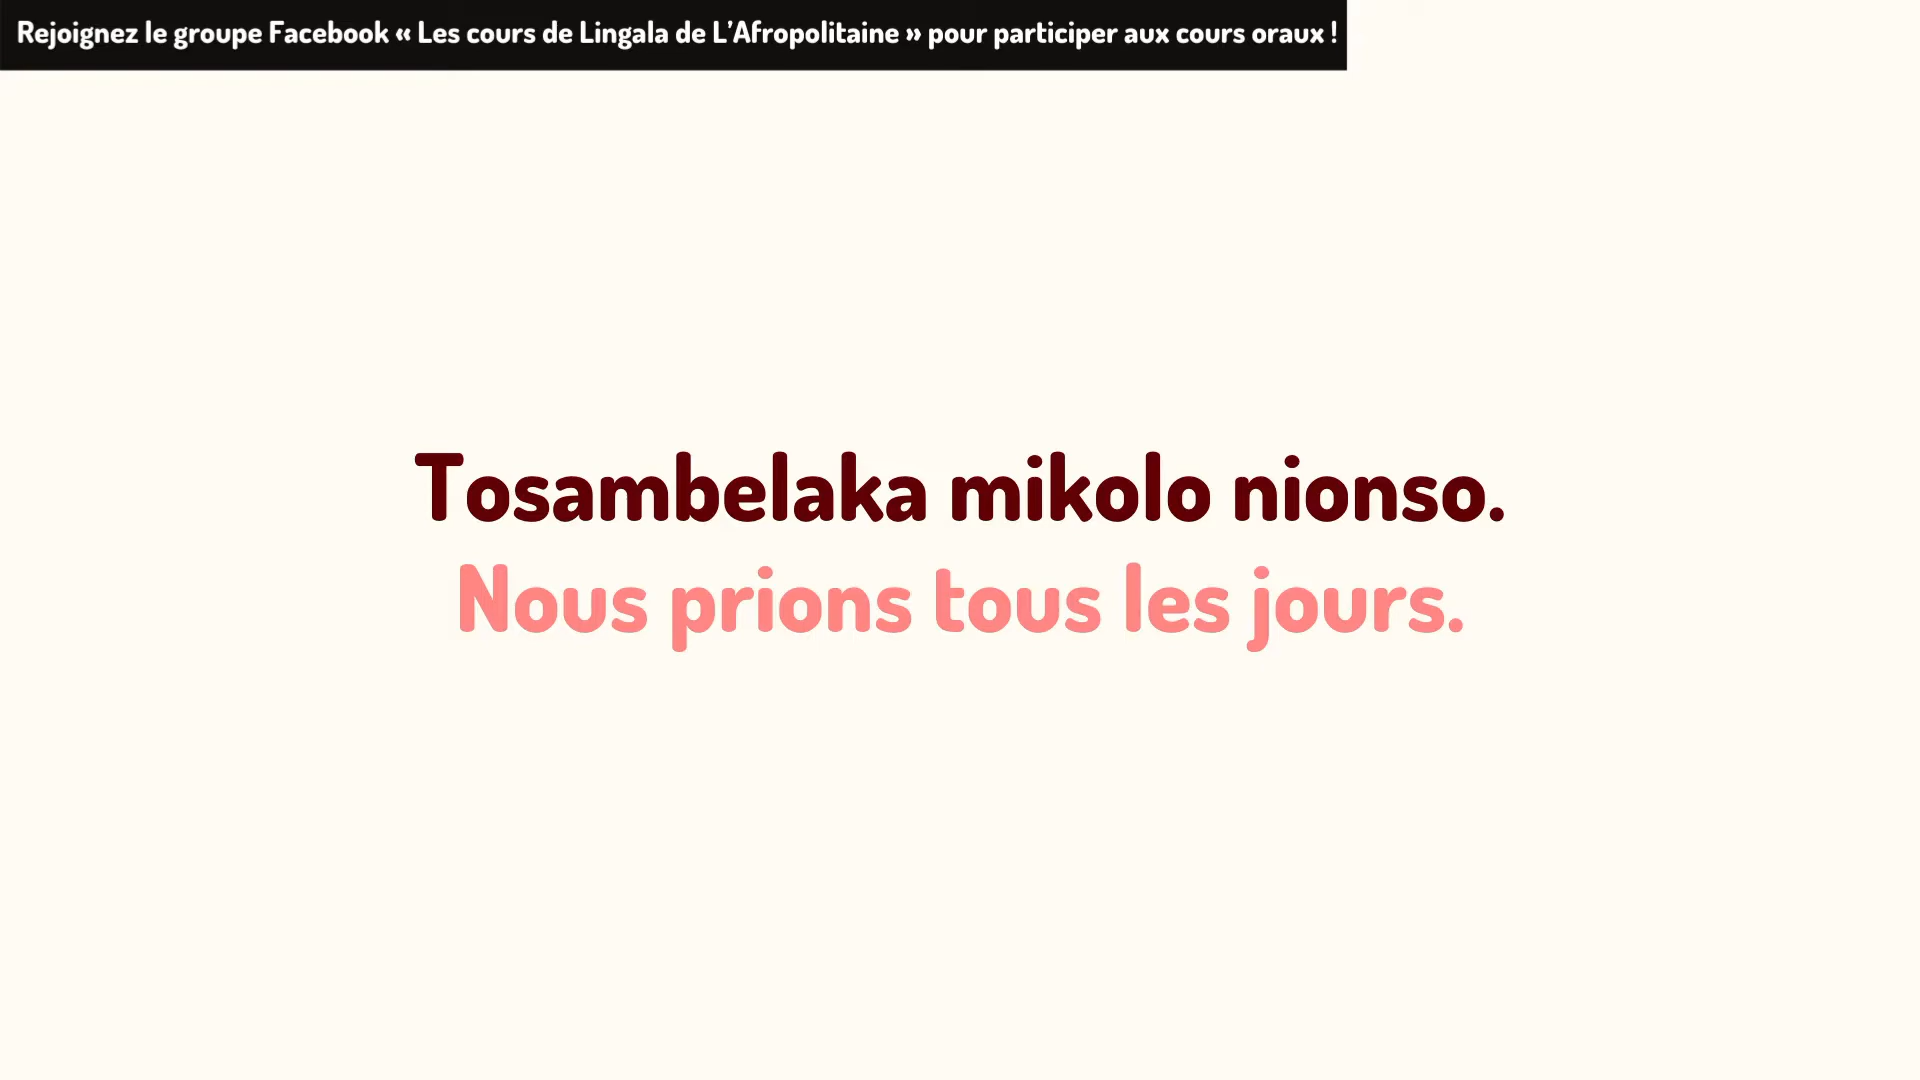 Rejoignez le groupe Facebook « Les cours de Lingala de L’Afropolitaine » pour participer aux cours oraux !
Tosambelaka mikolo nionso.
Nous prions tous les jours.